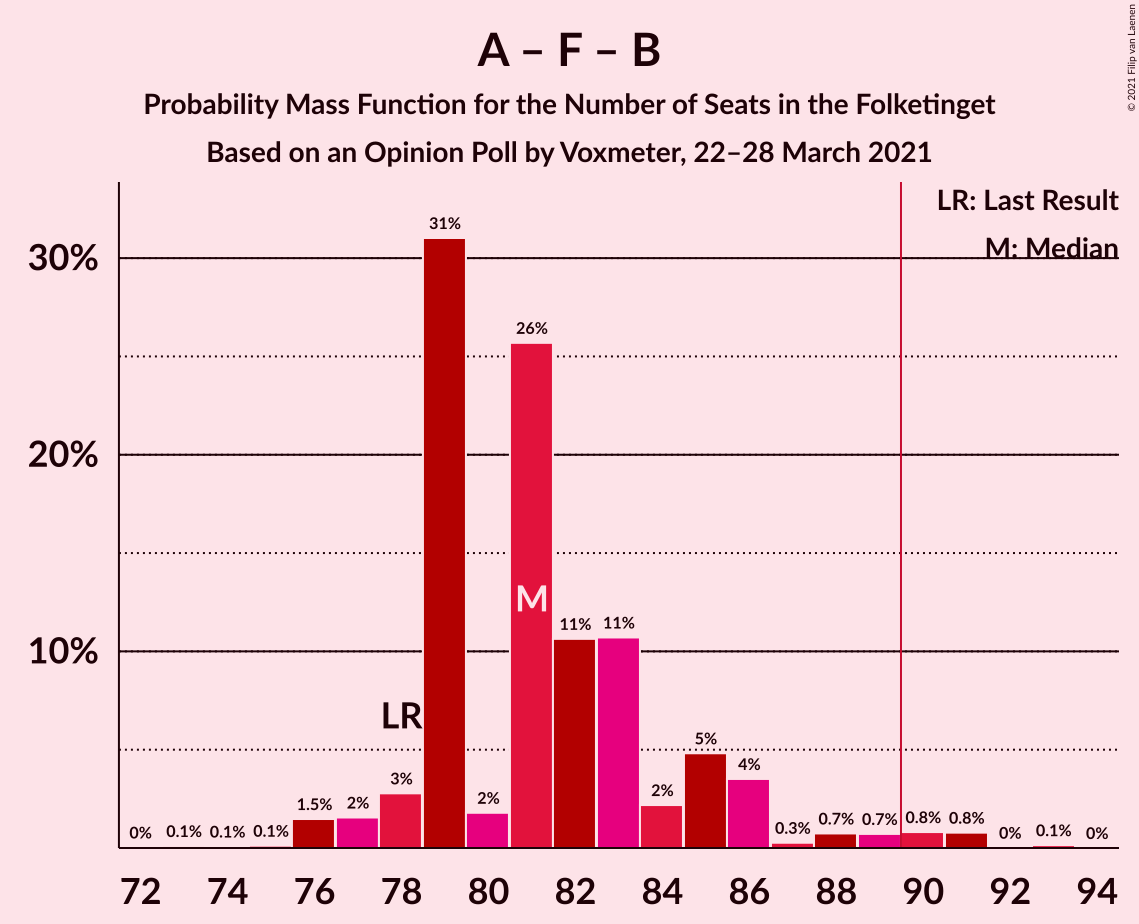 A – F – B
Probability Mass Function for the Number of Seats in the Folketinget
Based on an Opinion Poll by Voxmeter, 22–28 March 2021
© 2021 Filip van Laenen
LR: Last Result
M: Median
30%
20%
10%
0%
0.1%
0.1%
0.1%
1.5%
2%
3%
31%
2%
26%
11%
11%
2%
5%
4%
0.3%
0.7%
0.7%
0.8%
0.8%
0%
0.1%
0%
LR
M
72 74 76 78 80 82 84 86 88 90 92 94